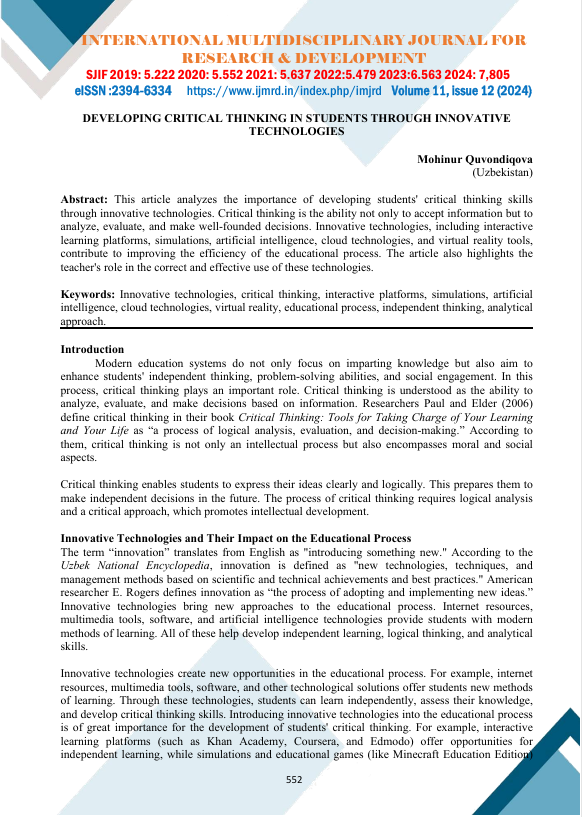 INTERNATIONAL MULTIDISCIPLINARY JOURNAL FOR
RESEARCH & DEVELOPMENT
SJIF 2019: 5.222 2020: 5.552 2021: 5.637 2022:5.479 2023:6.563 2024: 7,805
eISSN :2394-6334 https://www.ijmrd.in/index.php/imjrd Volume 11, issue 12 (2024)
DEVELOPING CRITICAL THINKING IN STUDENTS THROUGH INNOVATIVE
TECHNOLOGIES
Mohinur Quvondiqova
(Uzbekistan)
Abstract: This article analyzes the importance of developing students' critical thinking skills
through innovative technologies. Critical thinking is the ability not only to accept information but to
analyze, evaluate, and make well-founded decisions. Innovative technologies, including interactive
learning platforms, simulations, artificial intelligence, cloud technologies, and virtual reality tools,
contribute to improving the efficiency of the educational process. The article also highlights the
teacher's role in the correct and effective use of these technologies.
Keywords: Innovative technologies, critical thinking, interactive platforms, simulations, artificial
intelligence, cloud technologies, virtual reality, educational process, independent thinking, analytical
approach.
Introduction
Modern education systems do not only focus on imparting knowledge but also aim to
enhance students' independent thinking, problem-solving abilities, and social engagement. In this
process, critical thinking plays an important role. Critical thinking is understood as the ability to
analyze, evaluate, and make decisions based on information. Researchers Paul and Elder (2006)
define critical thinking in their book Critical Thinking: Tools for Taking Charge of Your Learning
and Your Life as “a process of logical analysis, evaluation, and decision-making.” According to
them, critical thinking is not only an intellectual process but also encompasses moral and social
aspects.
Critical thinking enables students to express their ideas clearly and logically. This prepares them to
make independent decisions in the future. The process of critical thinking requires logical analysis
and a critical approach, which promotes intellectual development.
Innovative Technologies and Their Impact on the Educational Process
The term “innovation” translates from English as "introducing something new." According to the
Uzbek National Encyclopedia, innovation is defined as "new technologies, techniques, and
management methods based on scientific and technical achievements and best practices." American
researcher E. Rogers defines innovation as “the process of adopting and implementing new ideas.”
Innovative technologies bring new approaches to the educational process. Internet resources,
multimedia tools, software, and artificial intelligence technologies provide students with modern
methods of learning. All of these help develop independent learning, logical thinking, and analytical
skills.
Innovative technologies create new opportunities in the educational process. For example, internet
resources, multimedia tools, software, and other technological solutions offer students new methods
of learning. Through these technologies, students can learn independently, assess their knowledge,
and develop critical thinking skills. Introducing innovative technologies into the educational process
is of great importance for the development of students' critical thinking. For example, interactive
learning platforms (such as Khan Academy, Coursera, and Edmodo) offer opportunities for
independent learning, while simulations and educational games (like Minecraft Education Edition)
552